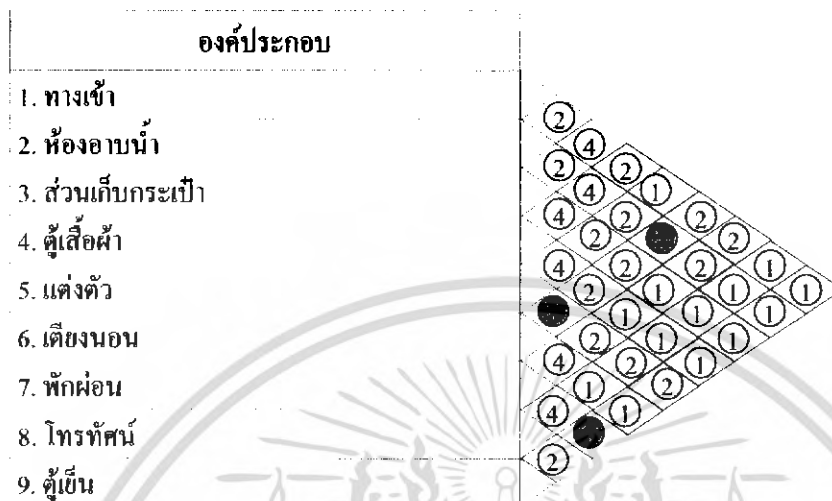 องค์ประกอบ
1. ทางเข้า
2. ห้องอาบน้ำ
3. ส่วนเก็บกระเป๋า
4. ตู้เสื้อผ้า
5. แต่งตัว
6. เตียงนอน
7. พักผ่อน
8. โทรทัศน์
9. ตู้เย็น
2
4
2 2
4 1
4 2 2
2 2
4 2 2 1
2 1 1 1
1 1 1
2 1 1
4 2 1
1 2
4 1
2